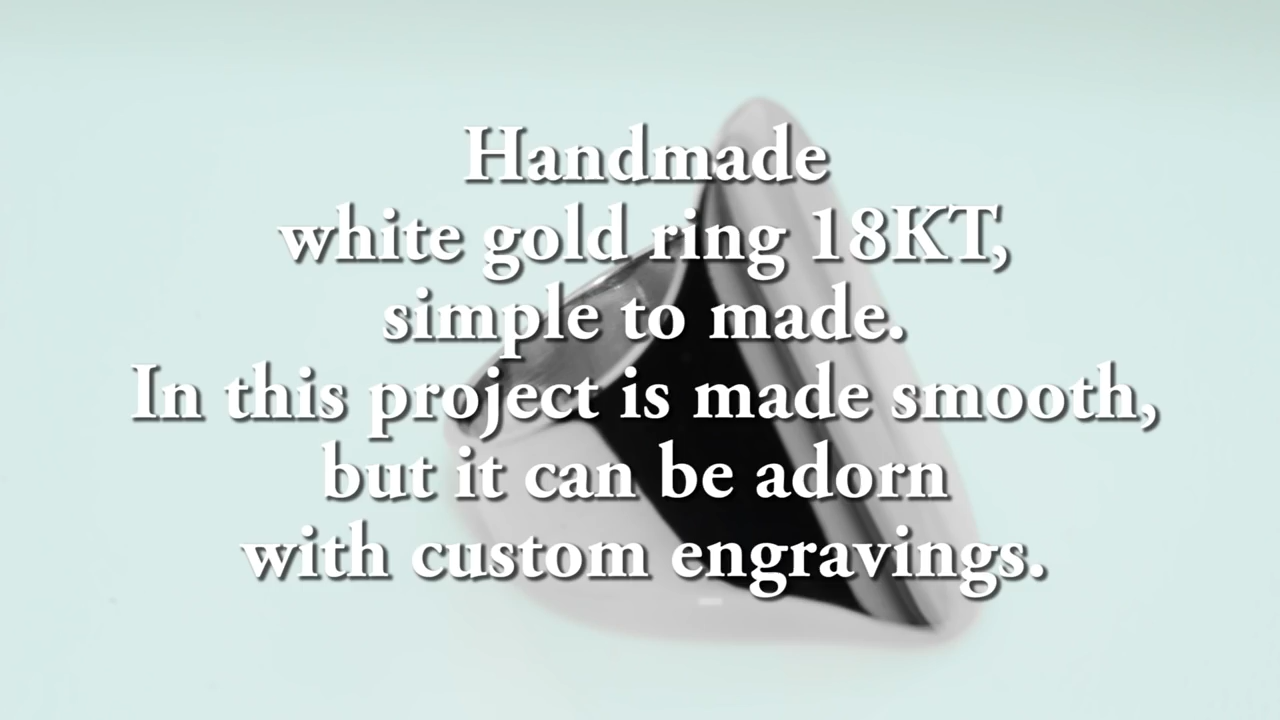 Handmade
white gold ring 18KT,
simple to made.
In this project is made smooth,
but it can be adorn
with custom engravings.